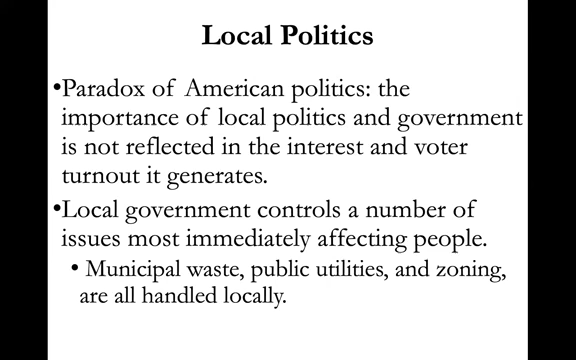 Local Politics
•Paradox of American politics: the
importance of local politics and government
is not reflected in the interest and voter
turnout it generates.
•Local government controls a number of
issues most immediately affecting people.
• Municipal waste, public utilities, and zoning,
are all handled locally.